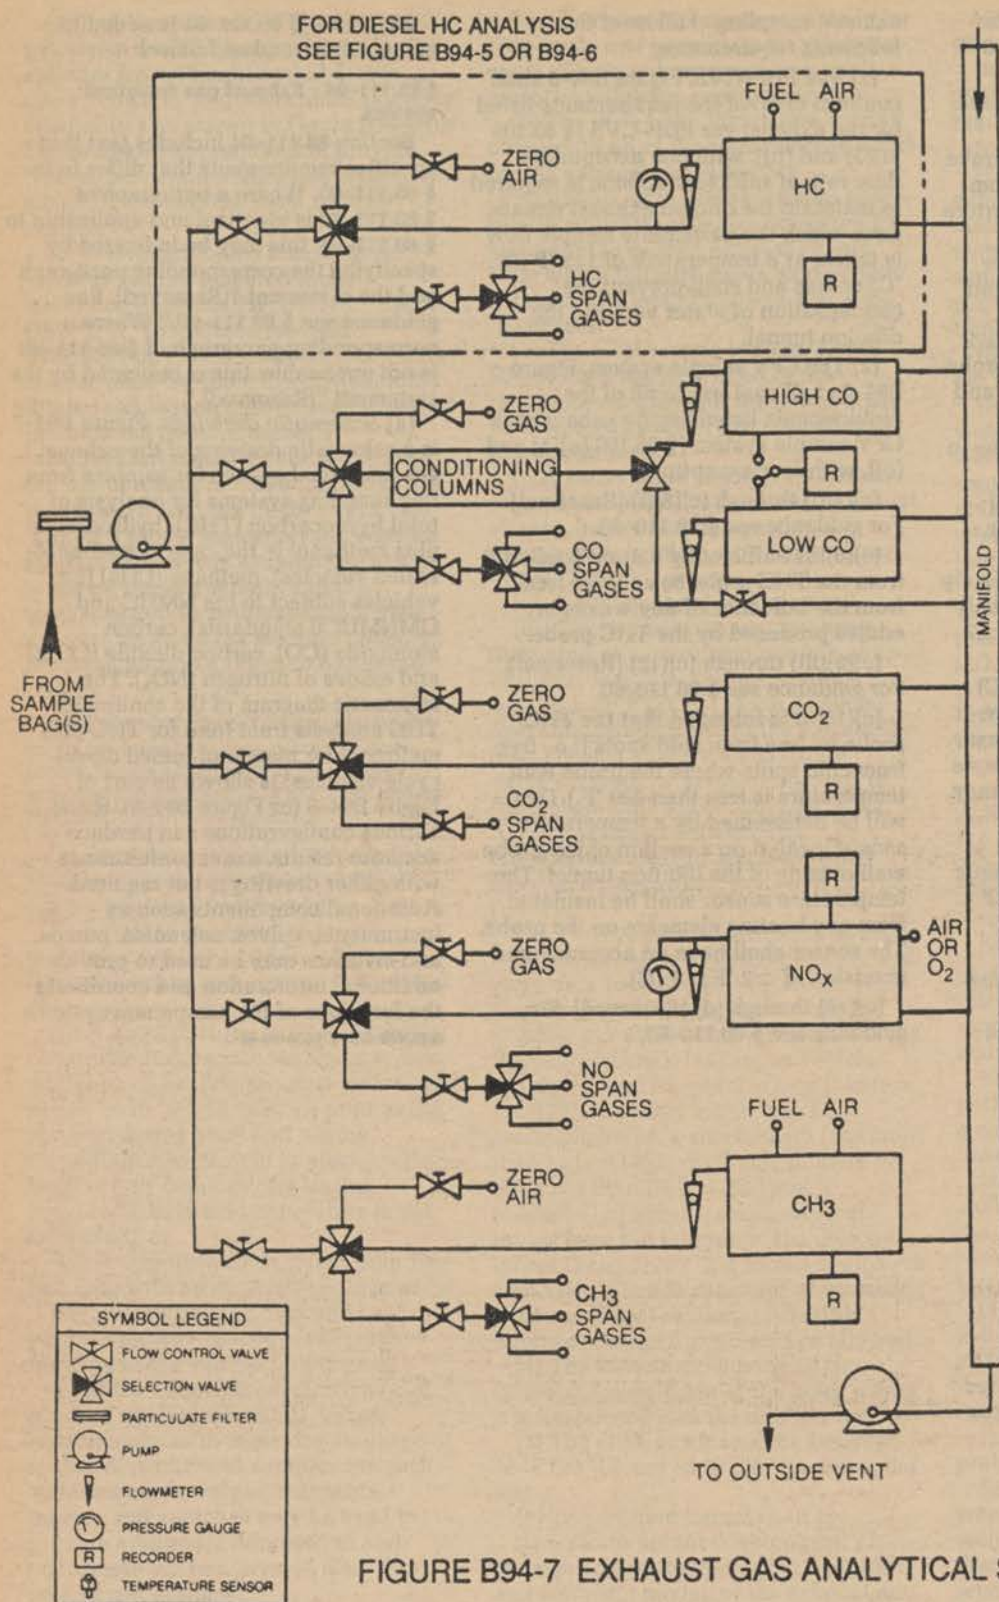 FOR DIESEL HC ANALYSIS
SEE FIGURE B94-5 OR B94-6
FUEL AIR
ZERO
AIR
HC
R
HC
SPAN
GASES
ZERO
GAS
HIGH CO
CONDITIONING
COLUMNS
R
CO
SPAN
GASES
LOW CO
MANIFOLD
FROM
SAMPLE
BAG(S)
ZERO
GAS
CO2
R
CO2
SPAN
GASES
R
ZERO
GAS
AIR
OR
O2
NOx
NO
SPAN
GASES
FUEL AIR
ZERO
AIR
CH3
R
CH3
SPAN
GASES
SYMBOL LEGEND
FLOW CONTROL VALVE
SELECTION VALVE
PARTICULATE FILTER
PUMP
FLOWMETER
PRESSURE GAUGE
R RECORDER
TEMPERATURE SENSOR
TO OUTSIDE VENT
FIGURE B94-7 EXHAUST GAS ANALYTICAL